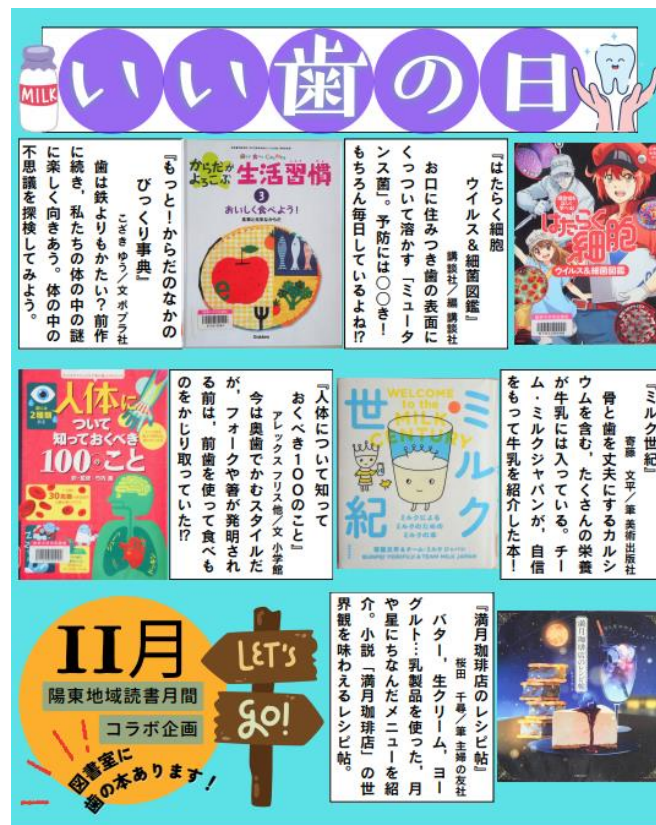 いい歯の日
MILK
『はたらく細胞
ウイルス&細菌図鑑』
講談社/編 講談社
お口に住みつき歯の表面に
くっついて溶かす「ミュータ
ンス菌」。予防には○○き!
もちろん毎日しているよね!?
はたらく細胞
ウイルス&細菌図鑑
『もっと!からだのなかの
びっくり事典』
こざき ゆう/文 ポプラ社
歯は鉄よりもかたい?前作
に続き、私たちの体の中の謎
に楽しく向きあう。体の中の
不思議を探検してみよう。
からだが
よろこぶ
生活習慣
3
おいしく食べよう!
Gakken
『ミルク世紀』
寄藤 文平/筆 美術出版社
骨と歯を丈夫にするカルシ
ウムを含む、たくさんの栄養
が牛乳には入っている。チー
ム・ミルクジャパンが、自信
をもって牛乳を紹介した本!
WELCOME
to the
MILK
CENTURY
ミルク世紀
ミルクによる
ミルクのための
ミルクの本
『人体について知って
おくべき100のこと』
アレックス フリス 他/文 小学館
今は奥歯でかむスタイルだ
が、フォークや箸が発明され
る前は、前歯を使って食べも
のをかじり取っていた!?
2種類
人体に
ついて
知っておくべき
100のこと
『満月珈琲店のレシピ帖』
桜田 千尋/筆 主婦の友社
バター、生クリーム、ヨー
グルト…乳製品を使った、月
や星にちなんだメニューを紹
介。小説「満月珈琲店」の世
界観を味わえるレシピ帖。
満月珈琲店のレシピ帖
11月
陽東地域読書月間
コラボ企画
図書室に
歯の本あります!
LET'S
GO!